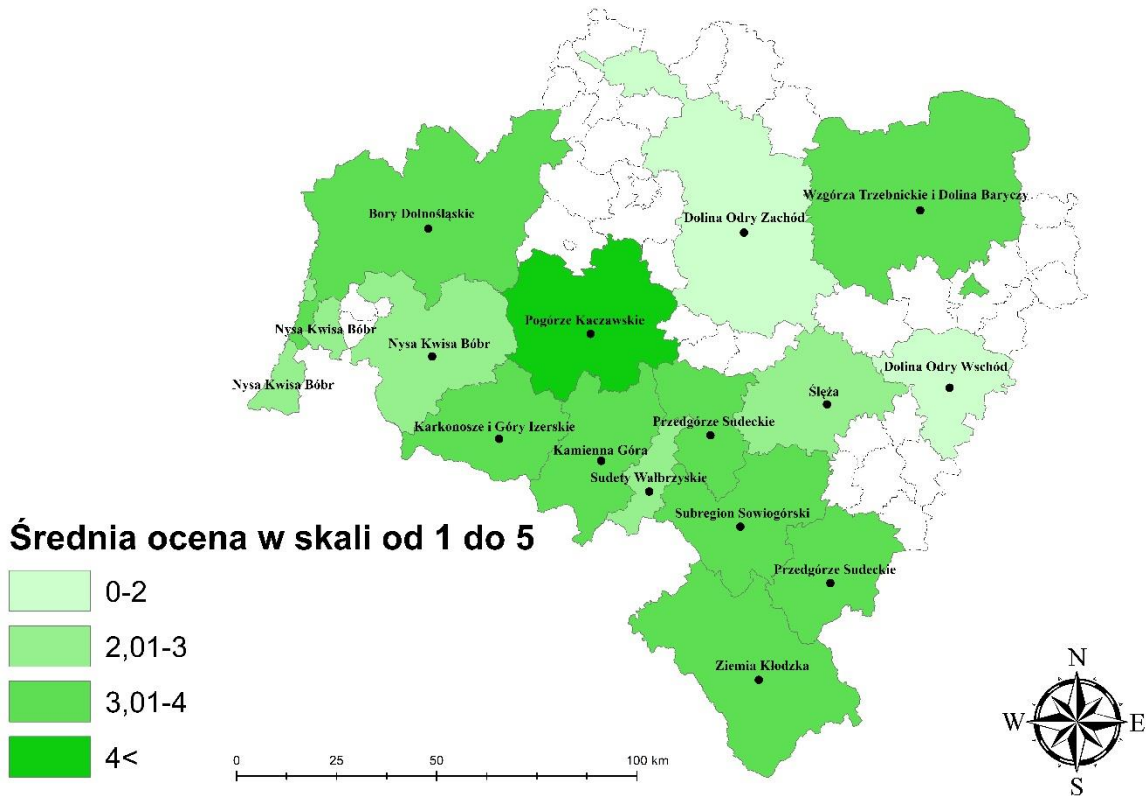 Bory Dolnośląskie
Wzgórza Trzebnickie i Dolina Baryczy
Dolina Odry Zachód
Pogórze Kaczawskie
Nysa Kwisa Bóbr
Nysa Kwisa Bóbr
Nysa Kwisa Bóbr
Dolina Odry Wschód
Ślęża
Karkonosze i Góry Izerskie
Przedgórze Sudeckie
Kamienna Góra
Sudety Wałbrzyskie
Subregion Sowiogórski
Przedgórze Sudeckie
Ziemia Kłodzka
Średnia ocena w skali od 1 do 5
0-2
2,01-3
3,01-4
4<
0 25 50 100 km
N
W E
S